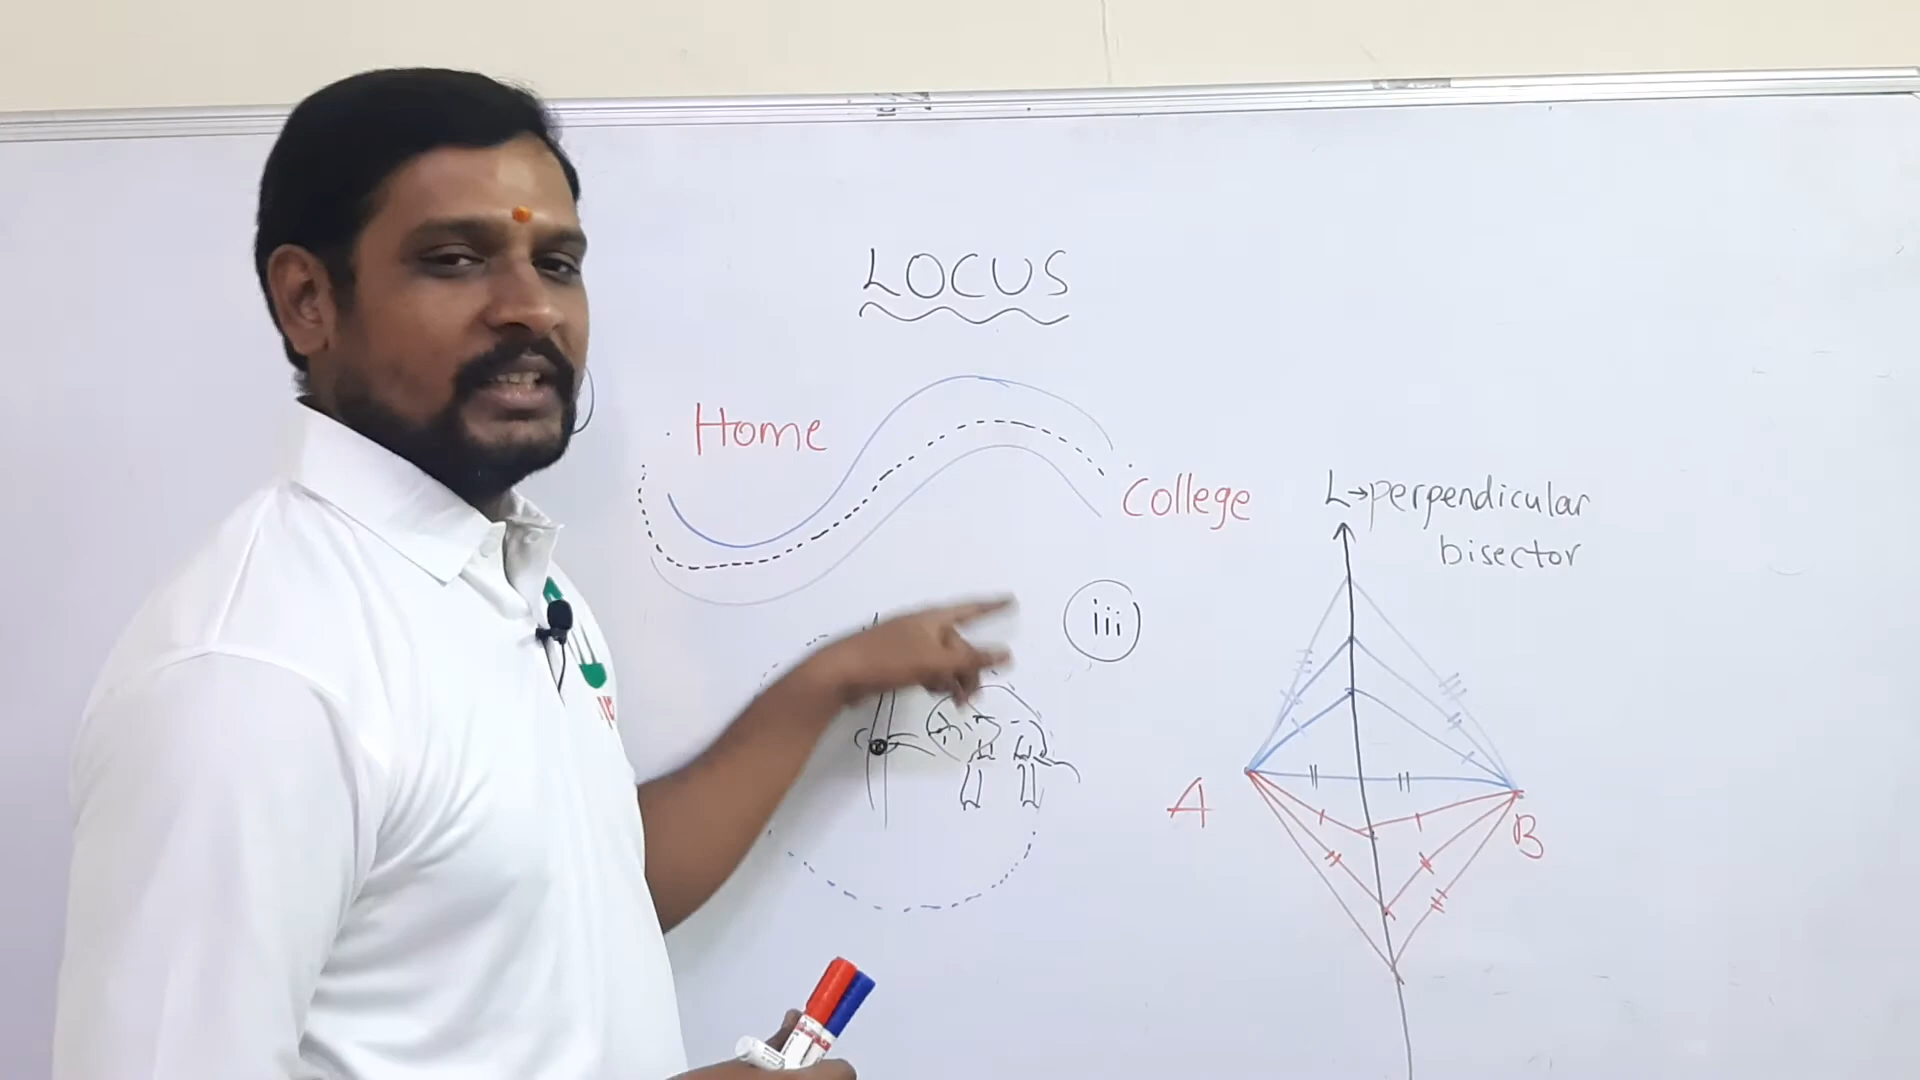 LOCUS
Home
College
L→perpendicular
bisector
iii
A
B